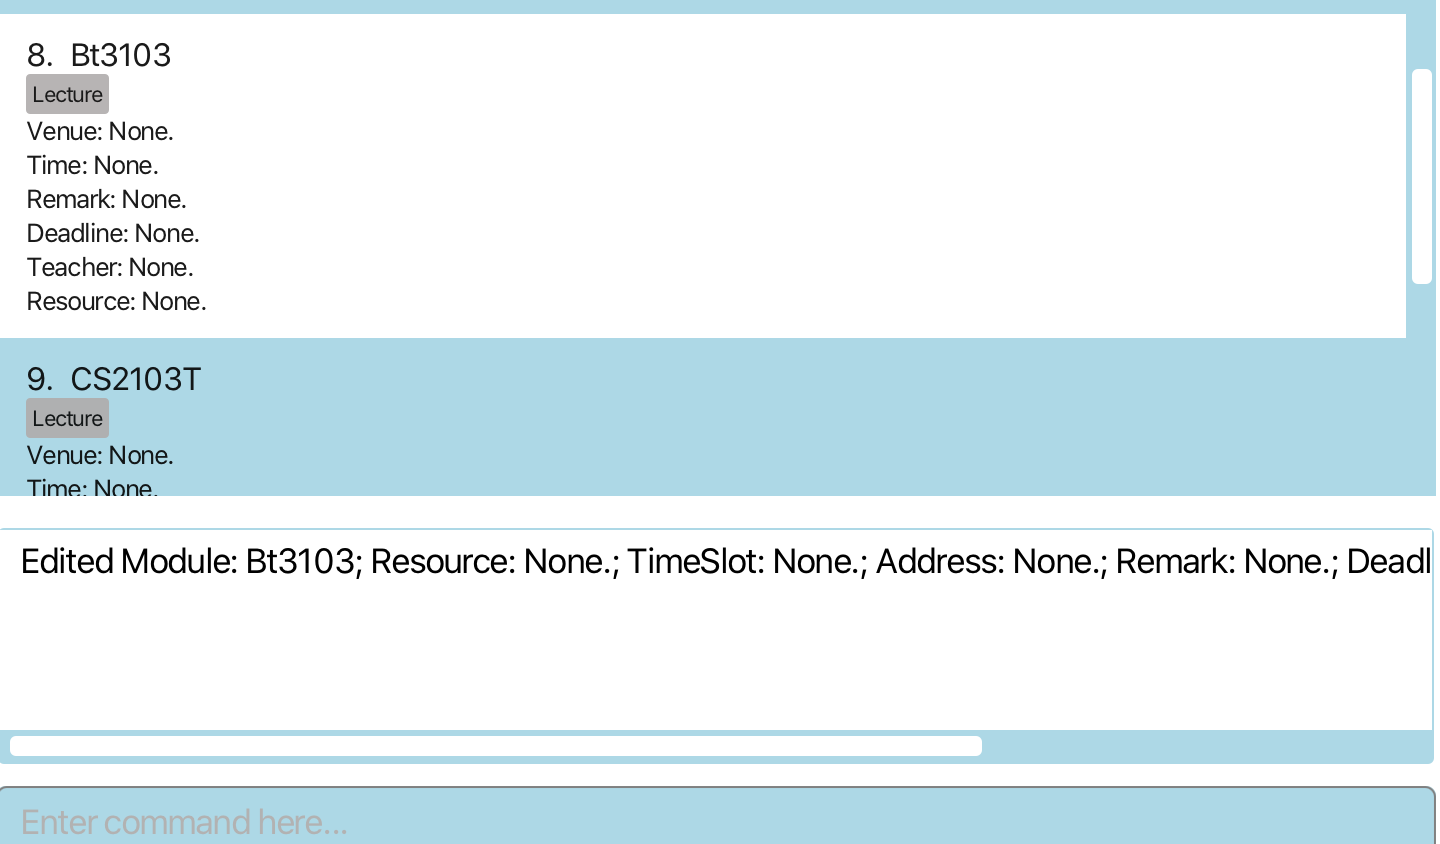 8. Bt3103
Lecture
Venue: None.
Time: None.
Remark: None.
Deadline: None.
Teacher: None.
Resource: None.
9. CS2103T
Lecture
Venue: None.
Time: None.
Edited Module: Bt3103; Resource: None.; TimeSlot: None.; Address: None.; Remark: None.; Deadl
Enter command here...